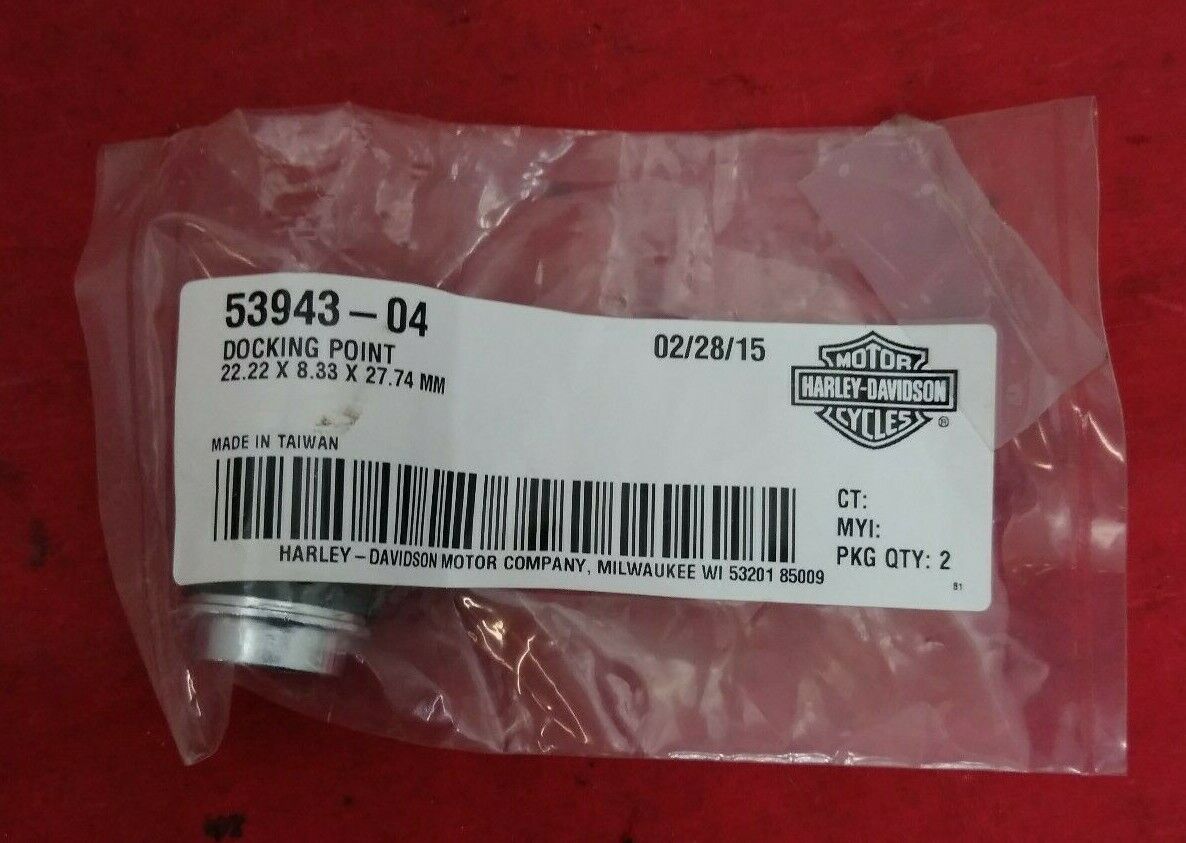 53943-04
DOCKING POINT
22.22 X 8.33 X 27.74 MM
02/28/15
MOTOR
HARLEY-DAVIDSON
CYCLES
®
MADE IN TAIWAN
CT:
MYI:
PKG QTY: 2
HARLEY-DAVIDSON MOTOR COMPANY, MILWAUKEE WI 53201 85009
81